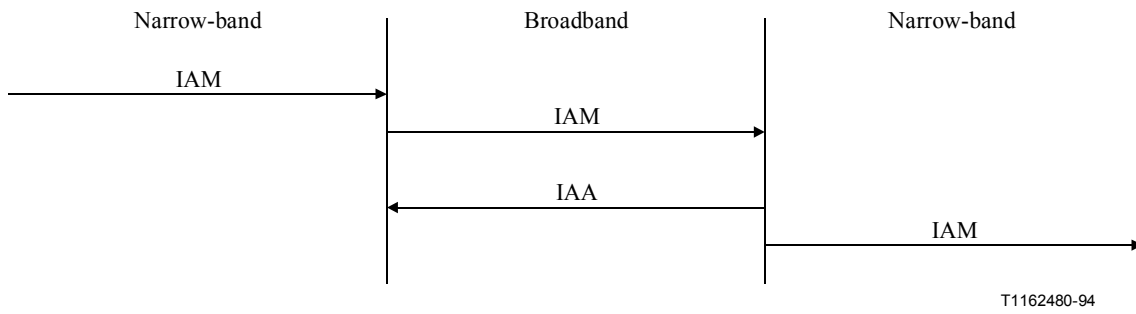 Narrow-band Broadband Narrow-band
IAM
IAM
IAA
IAM
T1162480-94